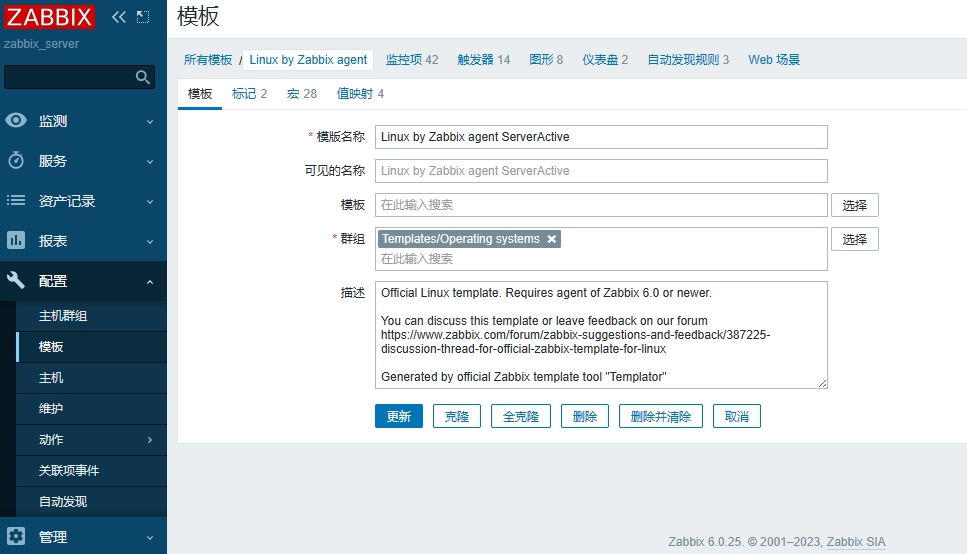 ZABBIX
zabbix_server
监测
服务
资产记录
报表
配置
主机群组
模板
主机
维护
动作
关联项事件
自动发现
管理
模板
所有模板 / Linux by Zabbix agent 监控项 42 触发器 14 图形 8 仪表盘 2 自动发现规则 3 Web 场景
模板 标记 2 宏 28 值映射 4
* 模版名称 Linux by Zabbix agent ServerActive
可见的名称 Linux by Zabbix agent ServerActive
模板 在此输入搜索 选择
* 群组 Templates/Operating systems 选择
在此输入搜索
描述 Official Linux template. Requires agent of Zabbix 6.0 or newer.
You can discuss this template or leave feedback on our forum
https://www.zabbix.com/forum/zabbix-suggestions-and-feedback/387225-
discussion-thread-for-official-zabbix-template-for-linux
Generated by official Zabbix template tool "Templator"
更新 克隆 全克隆 删除 删除并清除 取消
Zabbix 6.0.25. © 2001–2023, Zabbix SIA